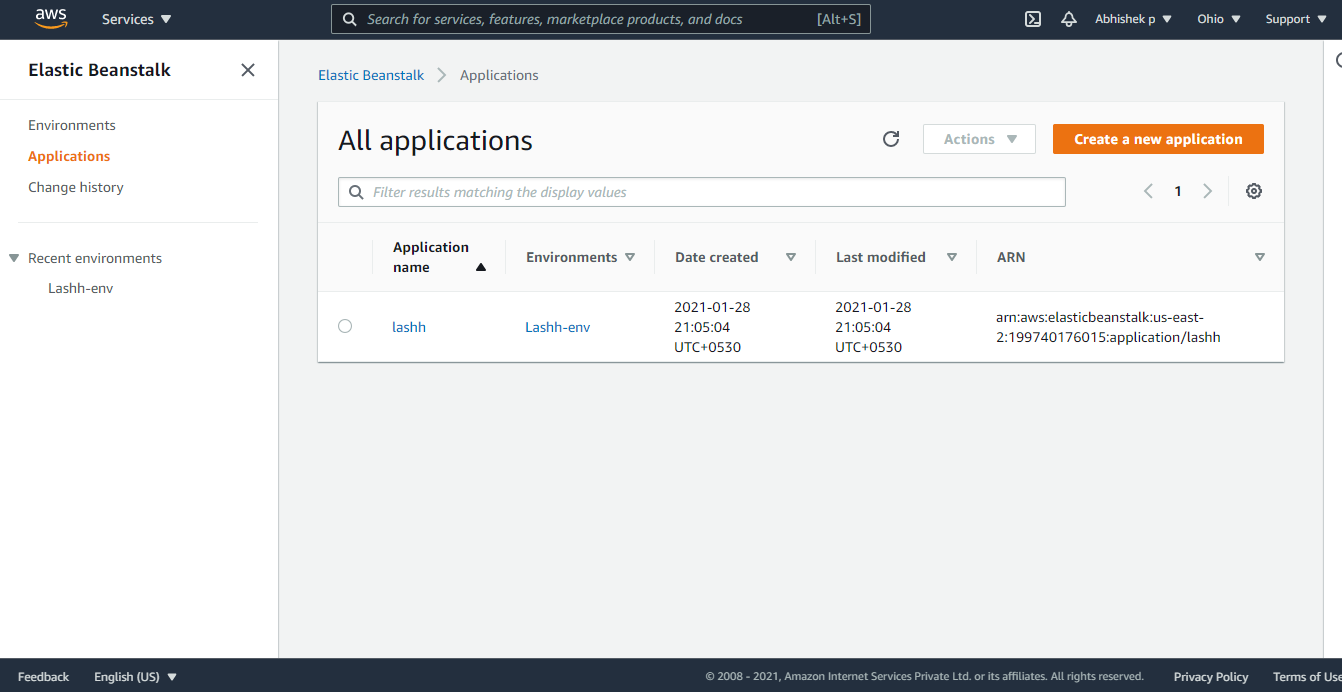 aws Services Search for services, features, marketplace products, and docs [Alt+S] Abhishek p Ohio Support
Elastic Beanstalk
Environments
Applications
Change history
Recent environments
Lashh-env
Elastic Beanstalk Applications
All applications
Actions
Create a new application
Filter results matching the display values
1
Application
name
Environments
Date created
Last modified
ARN
lashh
Lashh-env
2021-01-28
21:05:04
UTC+0530
2021-01-28
21:05:04
UTC+0530
arn:aws:elasticbeanstalk:us-east-
2:199740176015:application/lashh
Feedback English (US) © 2008 - 2021, Amazon Internet Services Private Ltd. or its affiliates. All rights reserved. Privacy Policy Terms of Use